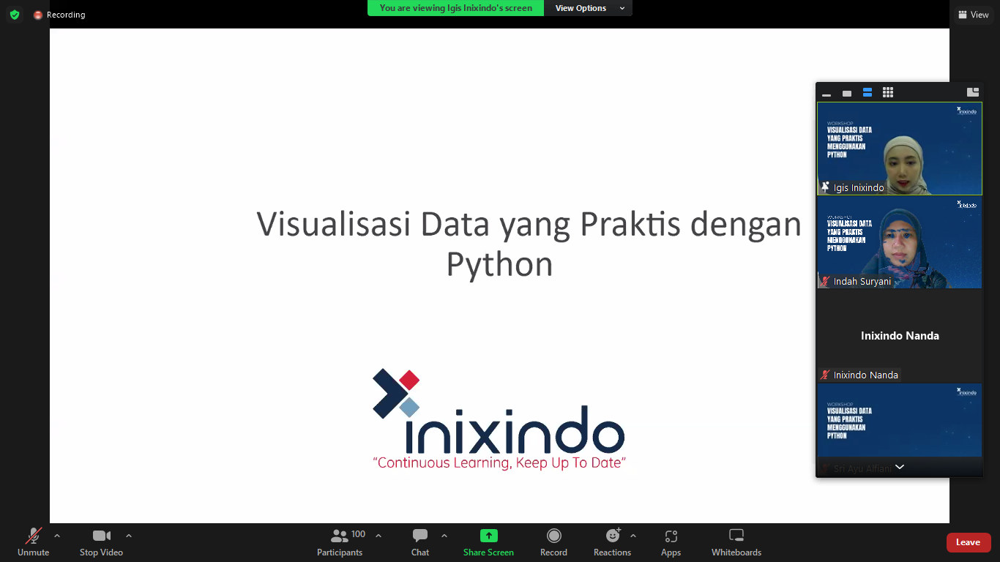 Recording
You are viewing Igis Inixindo's screen
View Options
View
Visualisasi Data yang Praktis dengan
Python
inixindo
"Continuous Learning, Keep Up To Date"
inixindo
WORKSHOP
VISUALISASI DATA
YANG PRAKTIS
MENGGUNAKAN
PYTHON
Igis Inixindo
inixindo
WORKSHOP
VISUALISASI DATA
YANG PRAKTIS
MENGGUNAKAN
PYTHON
Indah Suryani
Inixindo Nanda
Inixindo Nanda
inixindo
WORKSHOP
VISUALISASI DATA
YANG PRAKTIS
MENGGUNAKAN
PYTHON
Sri Ayu Alfiani
Unmute
Stop Video
Participants
100
Chat
Share Screen
Record
Reactions
Apps
Whiteboards
Leave